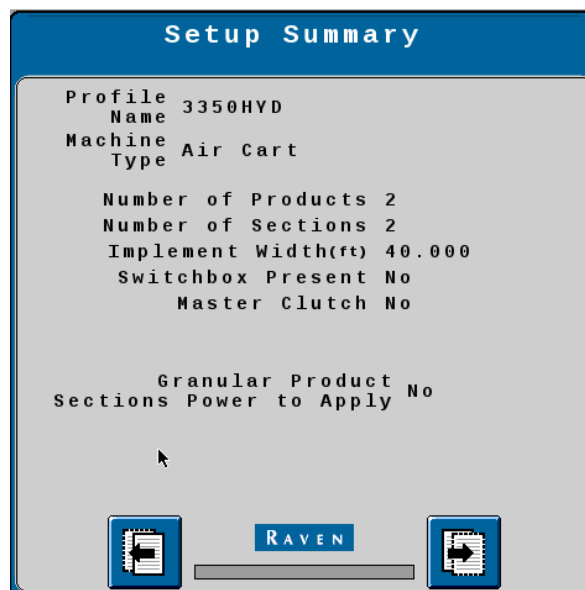 Setup Summary
Profile
Name 3350HYD
Machine
Type Air Cart
Number of Products 2
Number of Sections 2
Implement Width(ft) 40.000
Switchbox Present No
Master Clutch No
Granular Product
Sections Power to Apply No
RAVEN